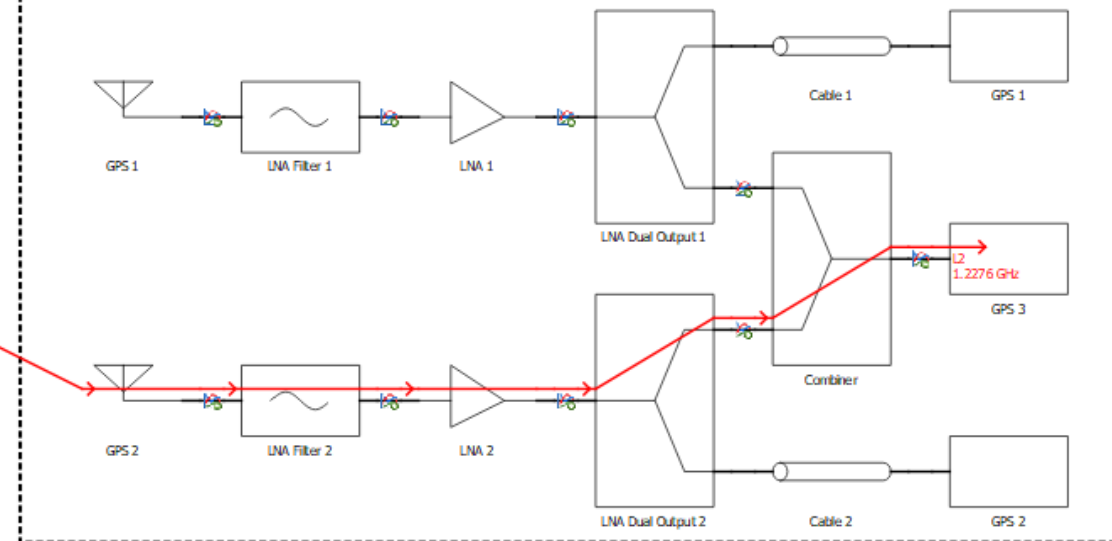 Cable 1
GPS 1
GPS 1
LNA Filter 1
LNA 1
LNA Dual Output 1
L2
1.2276 GHz
GPS 3
Combiner
GPS 2
LNA Filter 2
LNA 2
LNA Dual Output 2
Cable 2
GPS 2